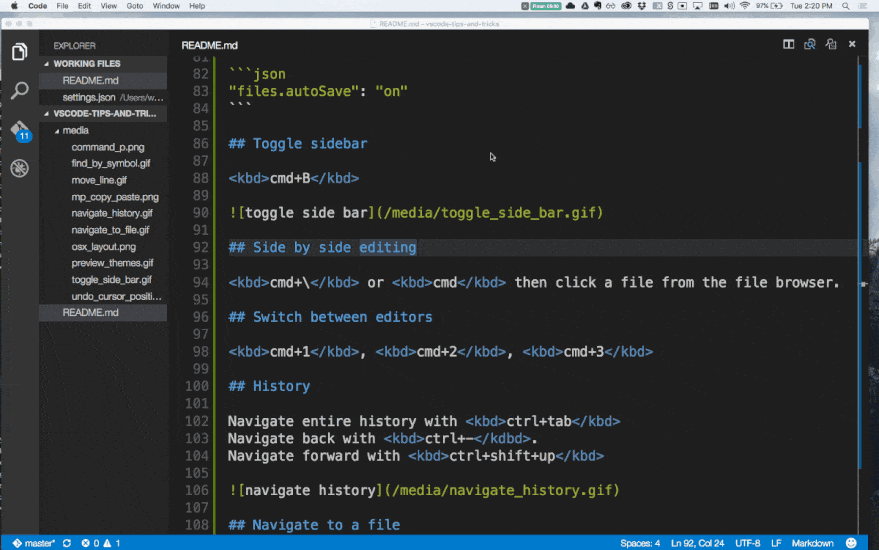 Code File Edit View Goto Window Help
97% Tue 2:20 PM
README.md - vscode-tips-and-tricks
EXPLORER
WORKING FILES
README.md
settings.json /Users/w...
VSCODE-TIPS-AND-TRI...
media
command_p.png
find_by_symbol.gif
move_line.gif
mp_copy_paste.png
navigate_history.gif
navigate_to_file.gif
osx_layout.png
preview_themes.gif
toggle_side_bar.gif
undo_cursor_positi...
README.md
11
README.md
81
82 ```json
83 "files.autoSave": "on"
84 ```
85
86 ## Toggle sidebar
87
88 <kbd>cmd+B</kbd>
89
90 ![toggle side bar](/media/toggle_side_bar.gif)
91
92 ## Side by side editing
93
94 <kbd>cmd+\</kbd> or <kbd>cmd</kbd> then click a file from the file browser.
95
96 ## Switch between editors
97
98 <kbd>cmd+1</kbd>, <kbd>cmd+2</kbd>, <kbd>cmd+3</kbd>
99
100 ## History
101
102 Navigate entire history with <kbd>ctrl+tab</kbd>
103 Navigate back with <kbd>ctrl+-</kdbd>.
104 Navigate forward with <kbd>ctrl+shift+up</kbd>
105
106 ![navigate history](/media/navigate_history.gif)
107
108 ## Navigate to a file
master* 0 1 Spaces: 4 Ln 92, Col 24 UTF-8 LF Markdown